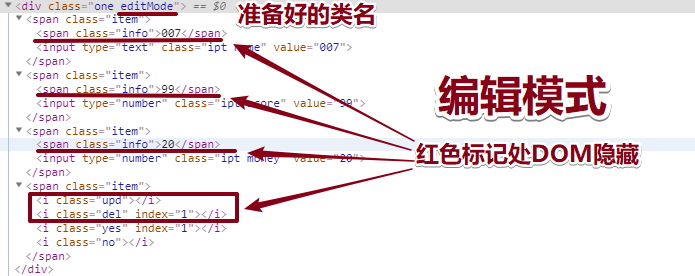 <div class="one editMode"> == $0
准备好的类名
<span class="item">
<span class="info">007</span>
<input type="text" class="ipt name" value="007">
</span>
<span class="item">
<span class="info">99</span>
<input type="number" class="ipt score" value="99">
</span>
编辑模式
<span class="item">
<span class="info">20</span>
红色标记处DOM隐藏
<input type="number" class="ipt money" value="20">
</span>
<span class="item">
<i class="upd"></i>
<i class="del" index="1"></i>
<i class="yes" index="1"></i>
<i class="no"></i>
</span>
</div>